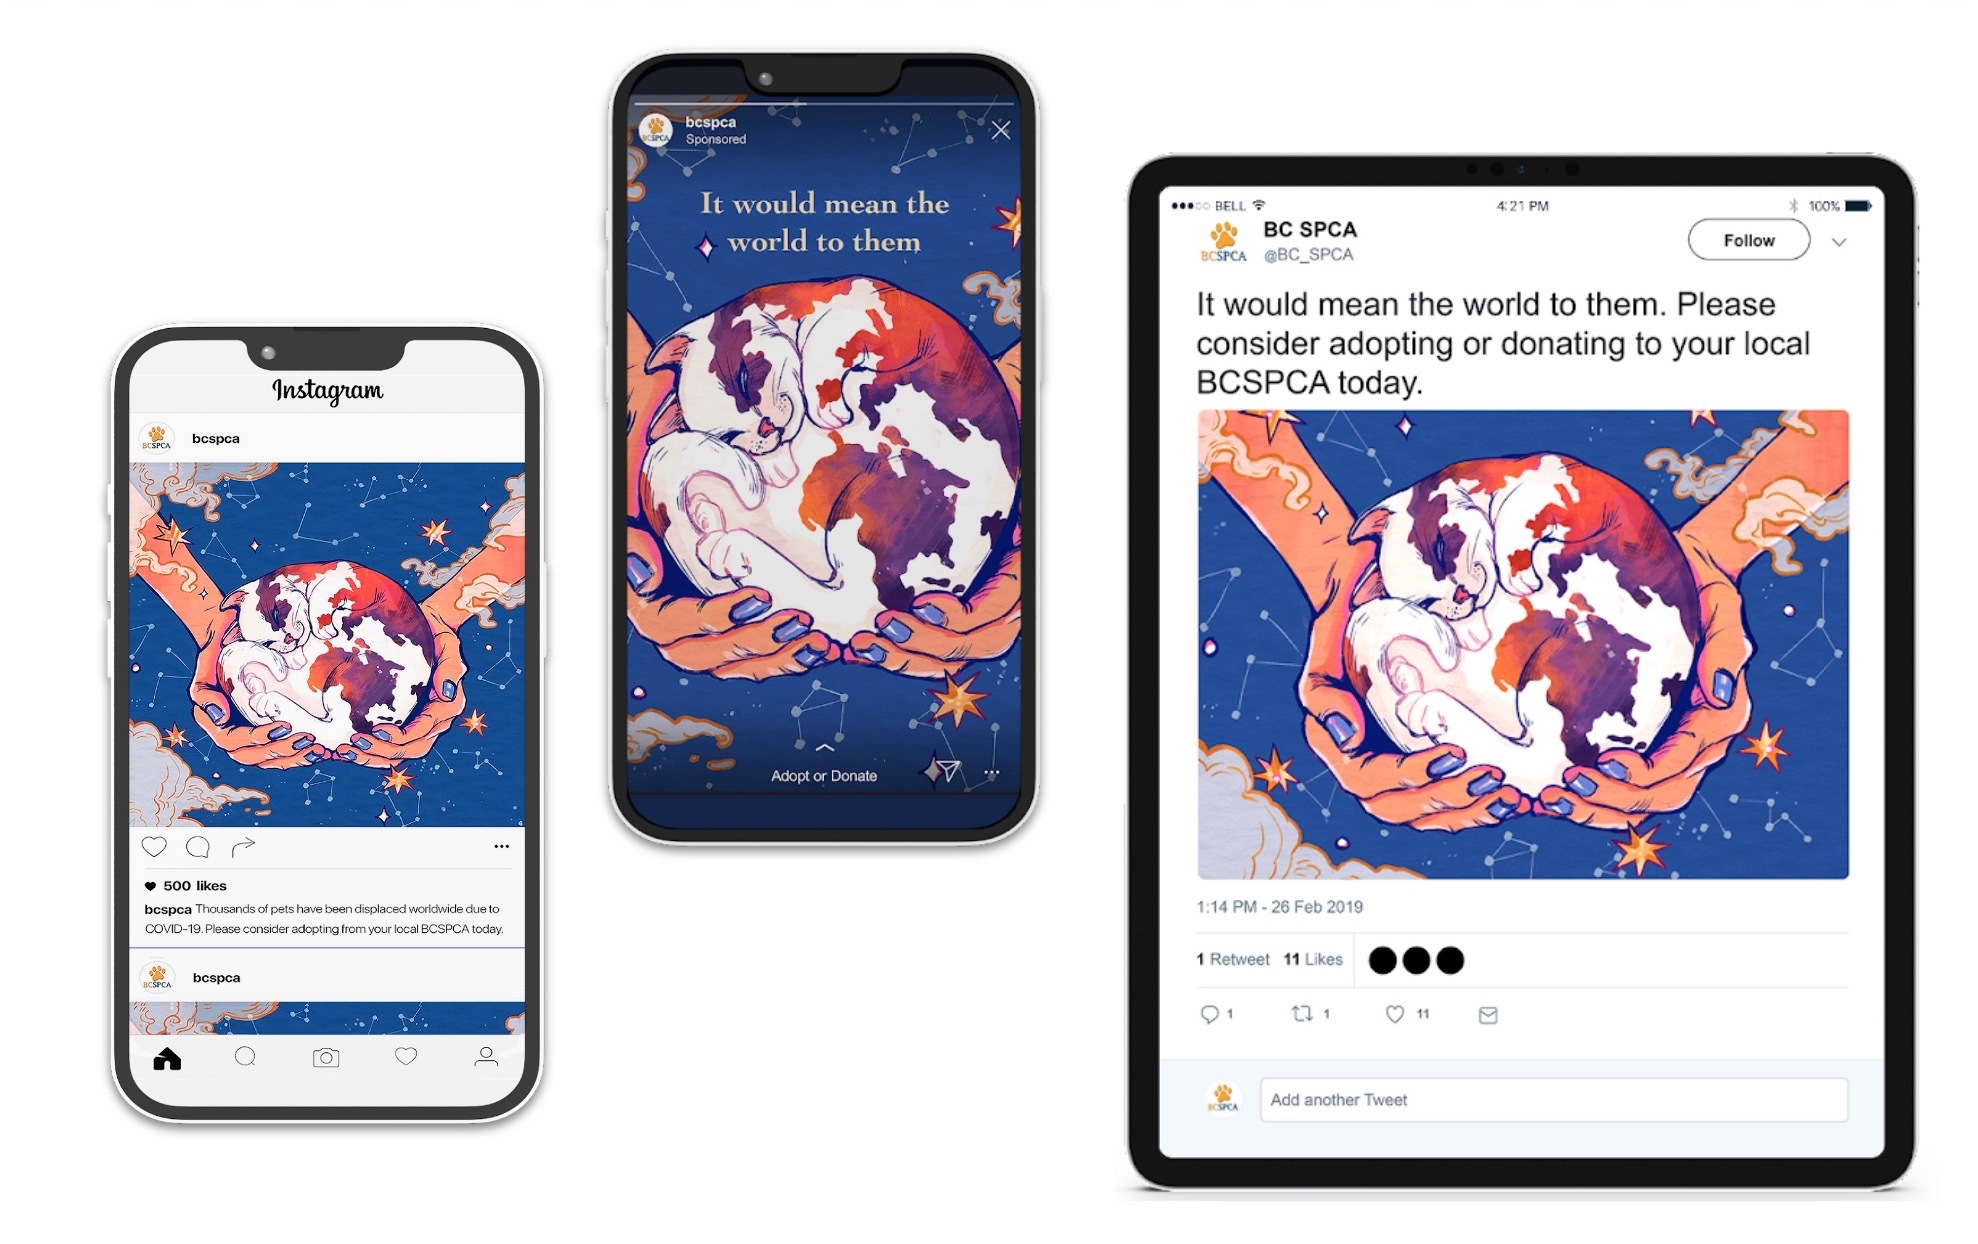 Instagram
BCSPCA
bcspca
500 likes
bcspca Thousands of pets have been displaced worldwide due to
COVID-19. Please consider adopting from your local BCSPCA today.
BCSPCA
bcspca
BCSPCA
bcspca
Sponsored
It would mean the
world to them
Adopt or Donate
BELL
4:21 PM
100%
BCSPCA
BC SPCA
@BC_SPCA
Follow
It would mean the world to them. Please
consider adopting or donating to your local
BCSPCA today.
1:14 PM - 26 Feb 2019
1 Retweet 11 Likes
1 1 11
BCSPCA
Add another Tweet